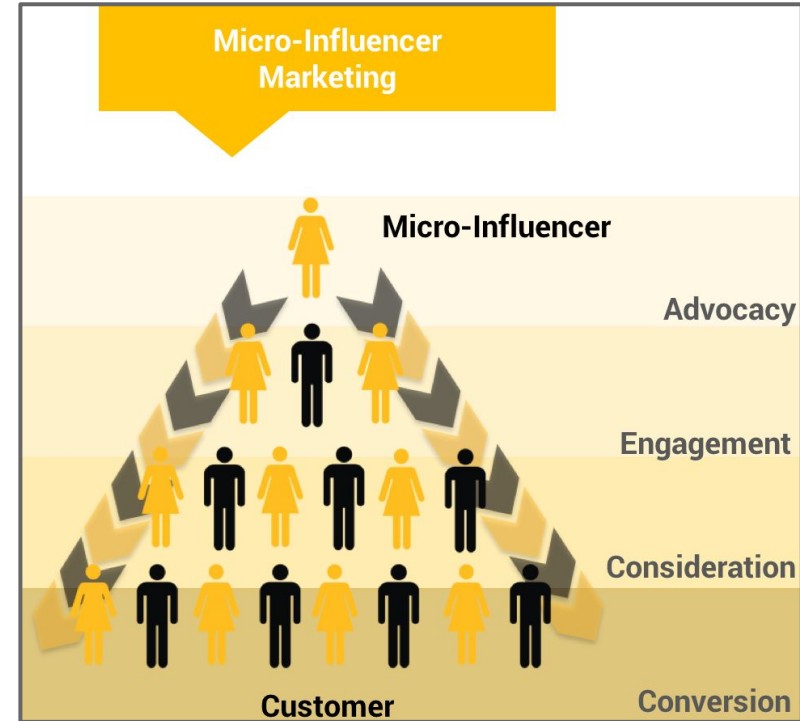 Micro-Influencer
Marketing
Micro-Influencer
Advocacy
Engagement
Consideration
Customer
Conversion